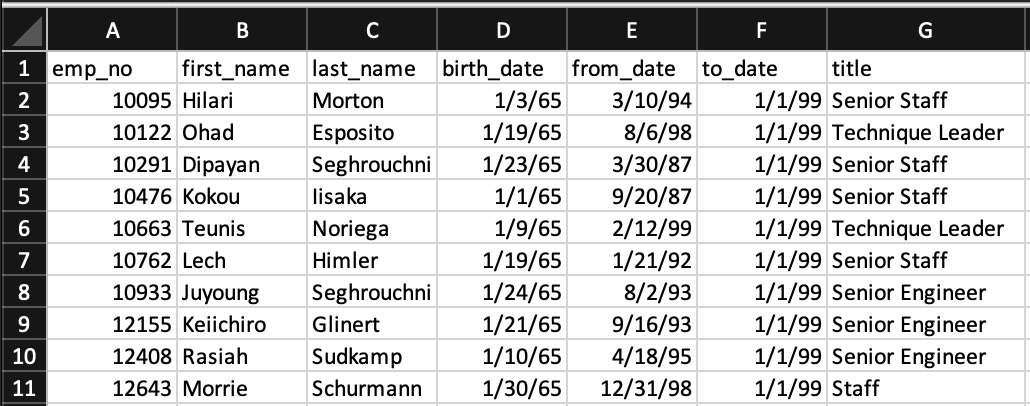 A B C D E F G
1 emp_no first_name last_name birth_date from_date to_date title
2 10095 Hilari Morton 1/3/65 3/10/94 1/1/99 Senior Staff
3 10122 Ohad Esposito 1/19/65 8/6/98 1/1/99 Technique Leader
4 10291 Dipayan Seghrouchni 1/23/65 3/30/87 1/1/99 Senior Staff
5 10476 Kokou Iisaka 1/1/65 9/20/87 1/1/99 Senior Staff
6 10663 Teunis Noriega 1/9/65 2/12/99 1/1/99 Technique Leader
7 10762 Lech Himler 1/19/65 1/21/92 1/1/99 Senior Staff
8 10933 Juyoung Seghrouchni 1/24/65 8/2/93 1/1/99 Senior Engineer
9 12155 Keiichiro Glinert 1/21/65 9/16/93 1/1/99 Senior Engineer
10 12408 Rasiah Sudkamp 1/10/65 4/18/95 1/1/99 Senior Engineer
11 12643 Morrie Schurmann 1/30/65 12/31/98 1/1/99 Staff